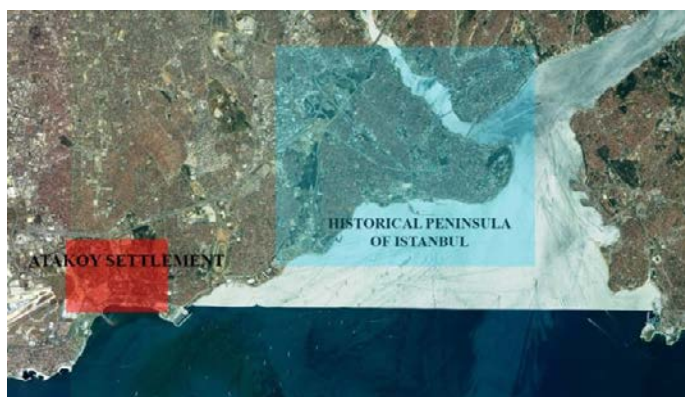 HISTORICAL PENINSULA
OF ISTANBUL
ATAKOY SETTLEMENT